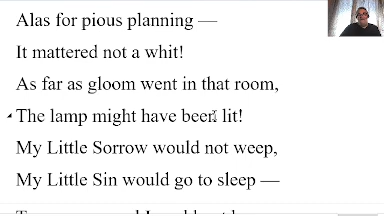 Alas for pious planning —
It mattered not a whit!
As far as gloom went in that room,
The lamp might have been lit!
My Little Sorrow would not weep,
My Little Sin would go to sleep —